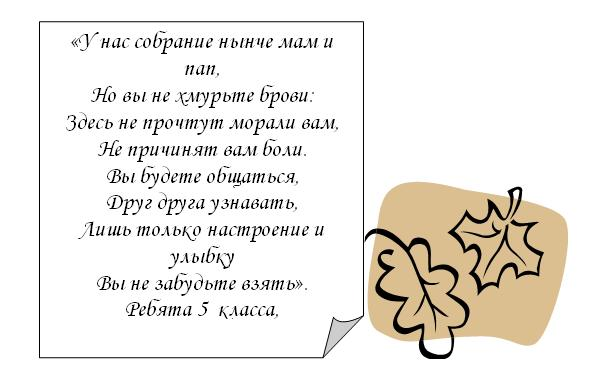 «У нас собрание нынче мам и
пап,
Но вы не хмурьте брови:
Здесь не прочтут морали вам,
Не причинят вам боли.
Вы будете общаться,
Друг друга узнавать,
Лишь только настроение и
улыбку
Вы не забудьте взять».
Ребята 5 класса,